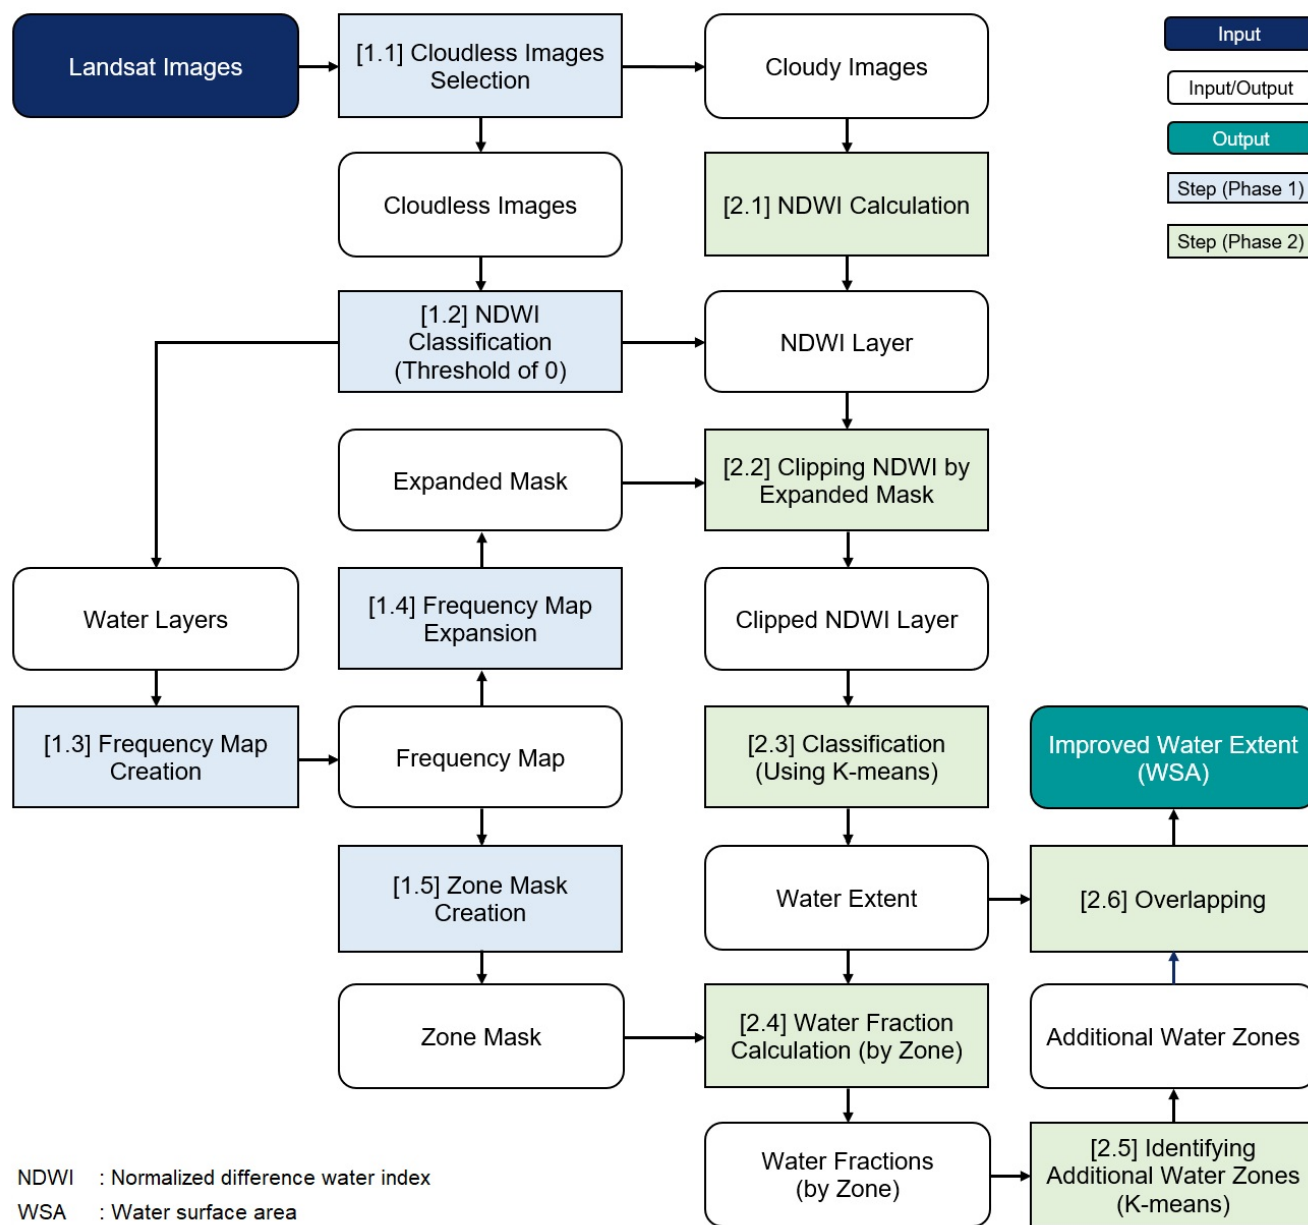 Landsat Images
[1.1] Cloudless Images
Selection
Cloudy Images
Input
Input/Output
Output
Step (Phase 1)
Step (Phase 2)
Cloudless Images
[2.1] NDWI Calculation
[1.2] NDWI
Classification
(Threshold of 0)
NDWI Layer
Expanded Mask
[2.2] Clipping NDWI by
Expanded Mask
Water Layers
[1.4] Frequency Map
Expansion
Clipped NDWI Layer
[1.3] Frequency Map
Creation
Frequency Map
[2.3] Classification
(Using K-means)
Improved Water Extent
(WSA)
[1.5] Zone Mask
Creation
Water Extent
[2.6] Overlapping
Zone Mask
[2.4] Water Fraction
Calculation (by Zone)
Additional Water Zones
Water Fractions
(by Zone)
[2.5] Identifying
Additional Water Zones
(K-means)
NDWI : Normalized difference water index
WSA : Water surface area